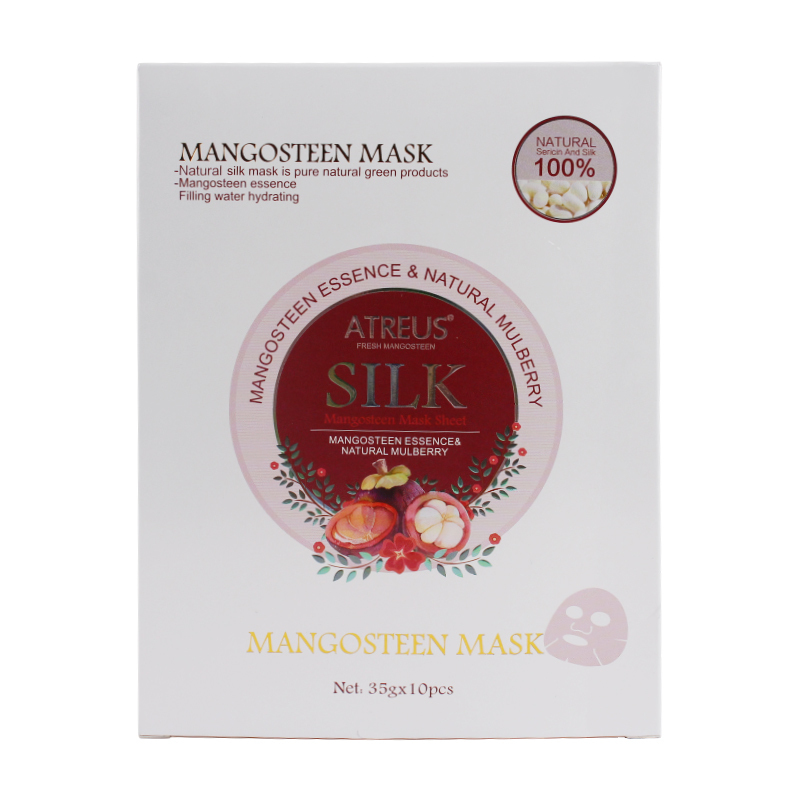 MANGOSTEEN MASK
-Natural silk mask is pure natural green products
-Mangosteen essence
Filling water hydrating
NATURAL
Sericin And Silk
100%
MANGOSTEEN ESSENCE & NATURAL MULBERRY
ATREUS®
FRESH MANGOSTEEN
SILK
Mangosteen Mask Sheet
MANGOSTEEN ESSENCE&
NATURAL MULBERRY
MANGOSTEEN MASK
Net: 35gx10pcs